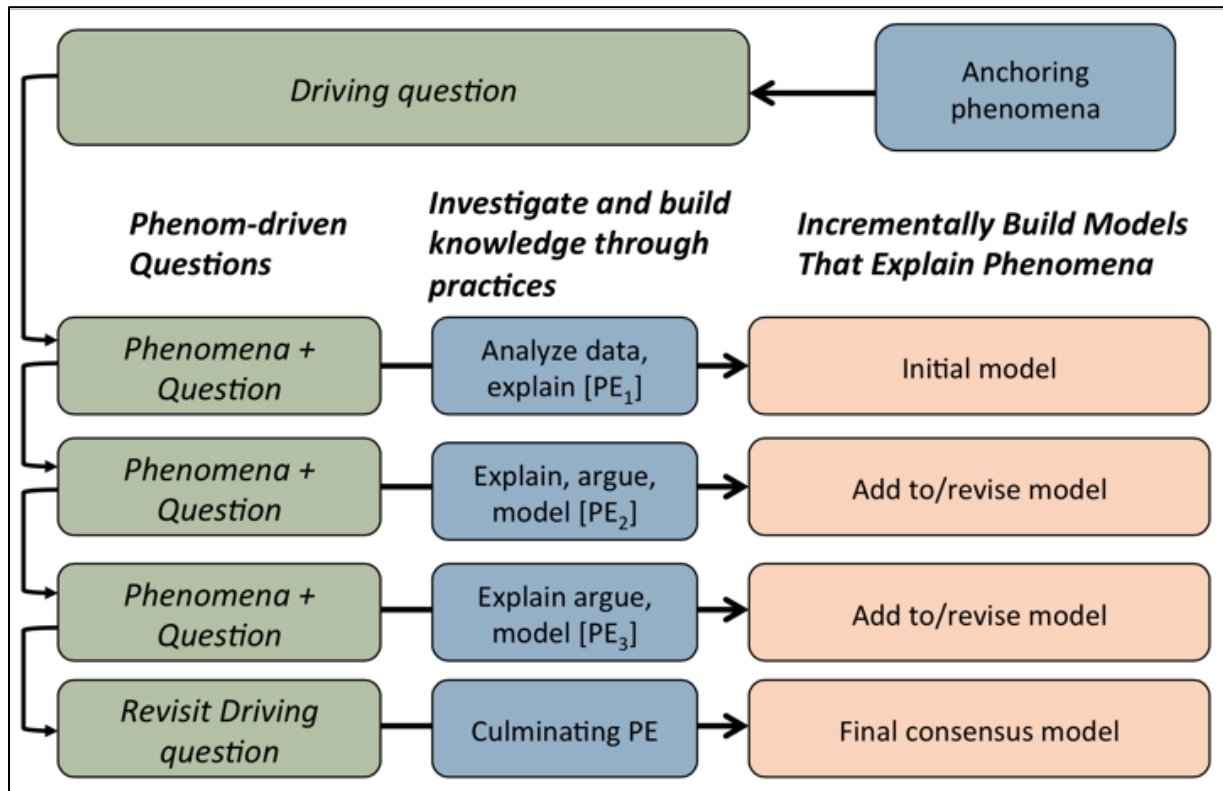 Driving question
Anchoring
phenomena
Phenom-driven
Questions
Investigate and build
knowledge through
practices
Incrementally Build Models
That Explain Phenomena
Phenomena +
Question
Analyze data,
explain [PE₁]
Initial model
Phenomena +
Question
Explain, argue,
model [PE₂]
Add to/revise model
Phenomena +
Question
Explain argue,
model [PE₃]
Add to/revise model
Revisit Driving
question
Culminating PE
Final consensus model